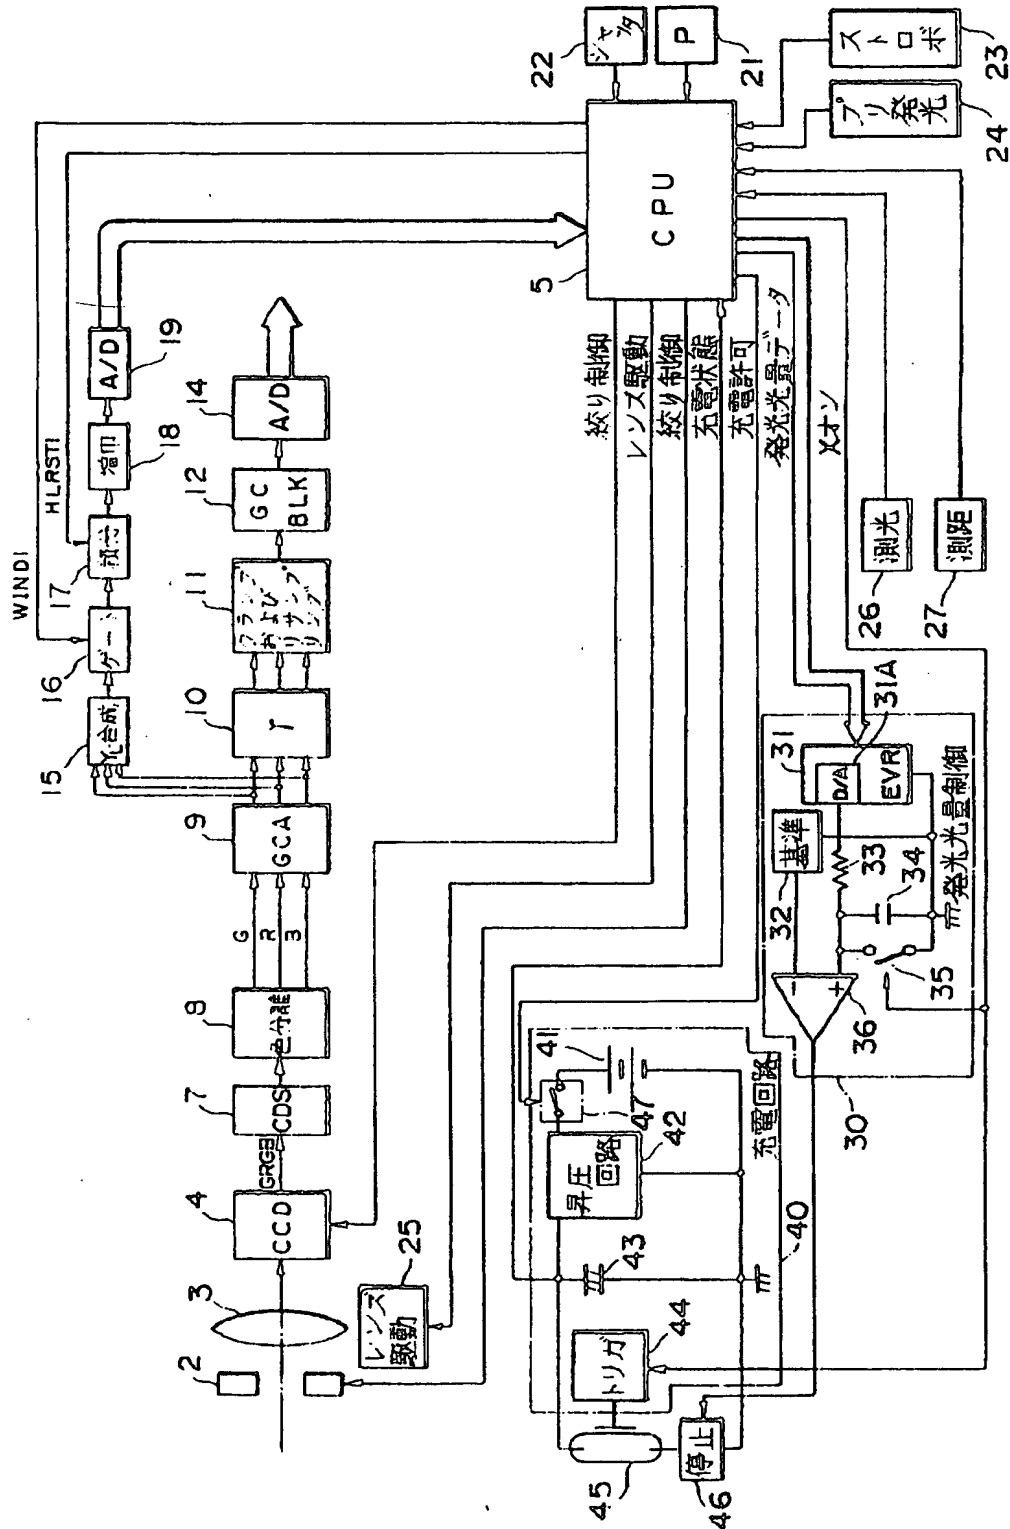 WINDI
HLRSTI
15
YL合成
16
ゲート
17
積分
18
増巾
19
A/D
2
3
4
CCD
GRGB
7
CDS
8
色分離
G
R
B
9
GCA
10
γ
11
クランプ
および
リサンプ
リング
12
GC
BLK
14
A/D
25
レンズ
駆動
5
CPU
22
シャッタ
P
21
ストロボ
23
プリ発光
24
絞り制御
レンズ駆動
絞り制御
充電状態
充電許可
発光光量データ
Xオン
測光
26
測距
27
31
31A
D/A
EVR
基準
32
33
34
35
36
-
+
発光光量制御
30
41
47
昇圧
回路
42
43
充電回路
40
トリガ
44
45
停止
46